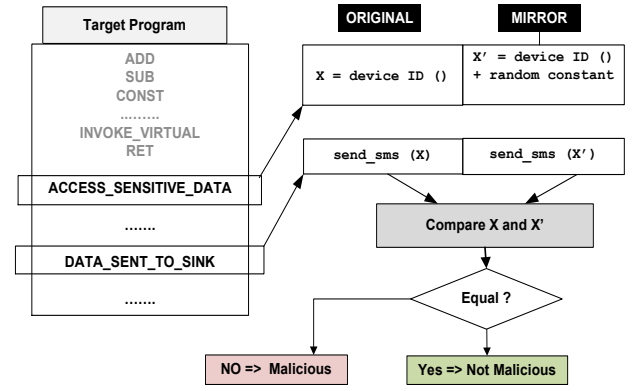 Target Program
ORIGINAL
MIRROR
ADD
SUB
CONST
.........
INVOKE_VIRTUAL
RET
ACCESS_SENSITIVE_DATA
.......
DATA_SENT_TO_SINK
.......
X = device ID ()
X' = device ID ()
+ random constant
send_sms (X)
send_sms (X')
Compare X and X'
Equal ?
NO => Malicious
Yes => Not Malicious